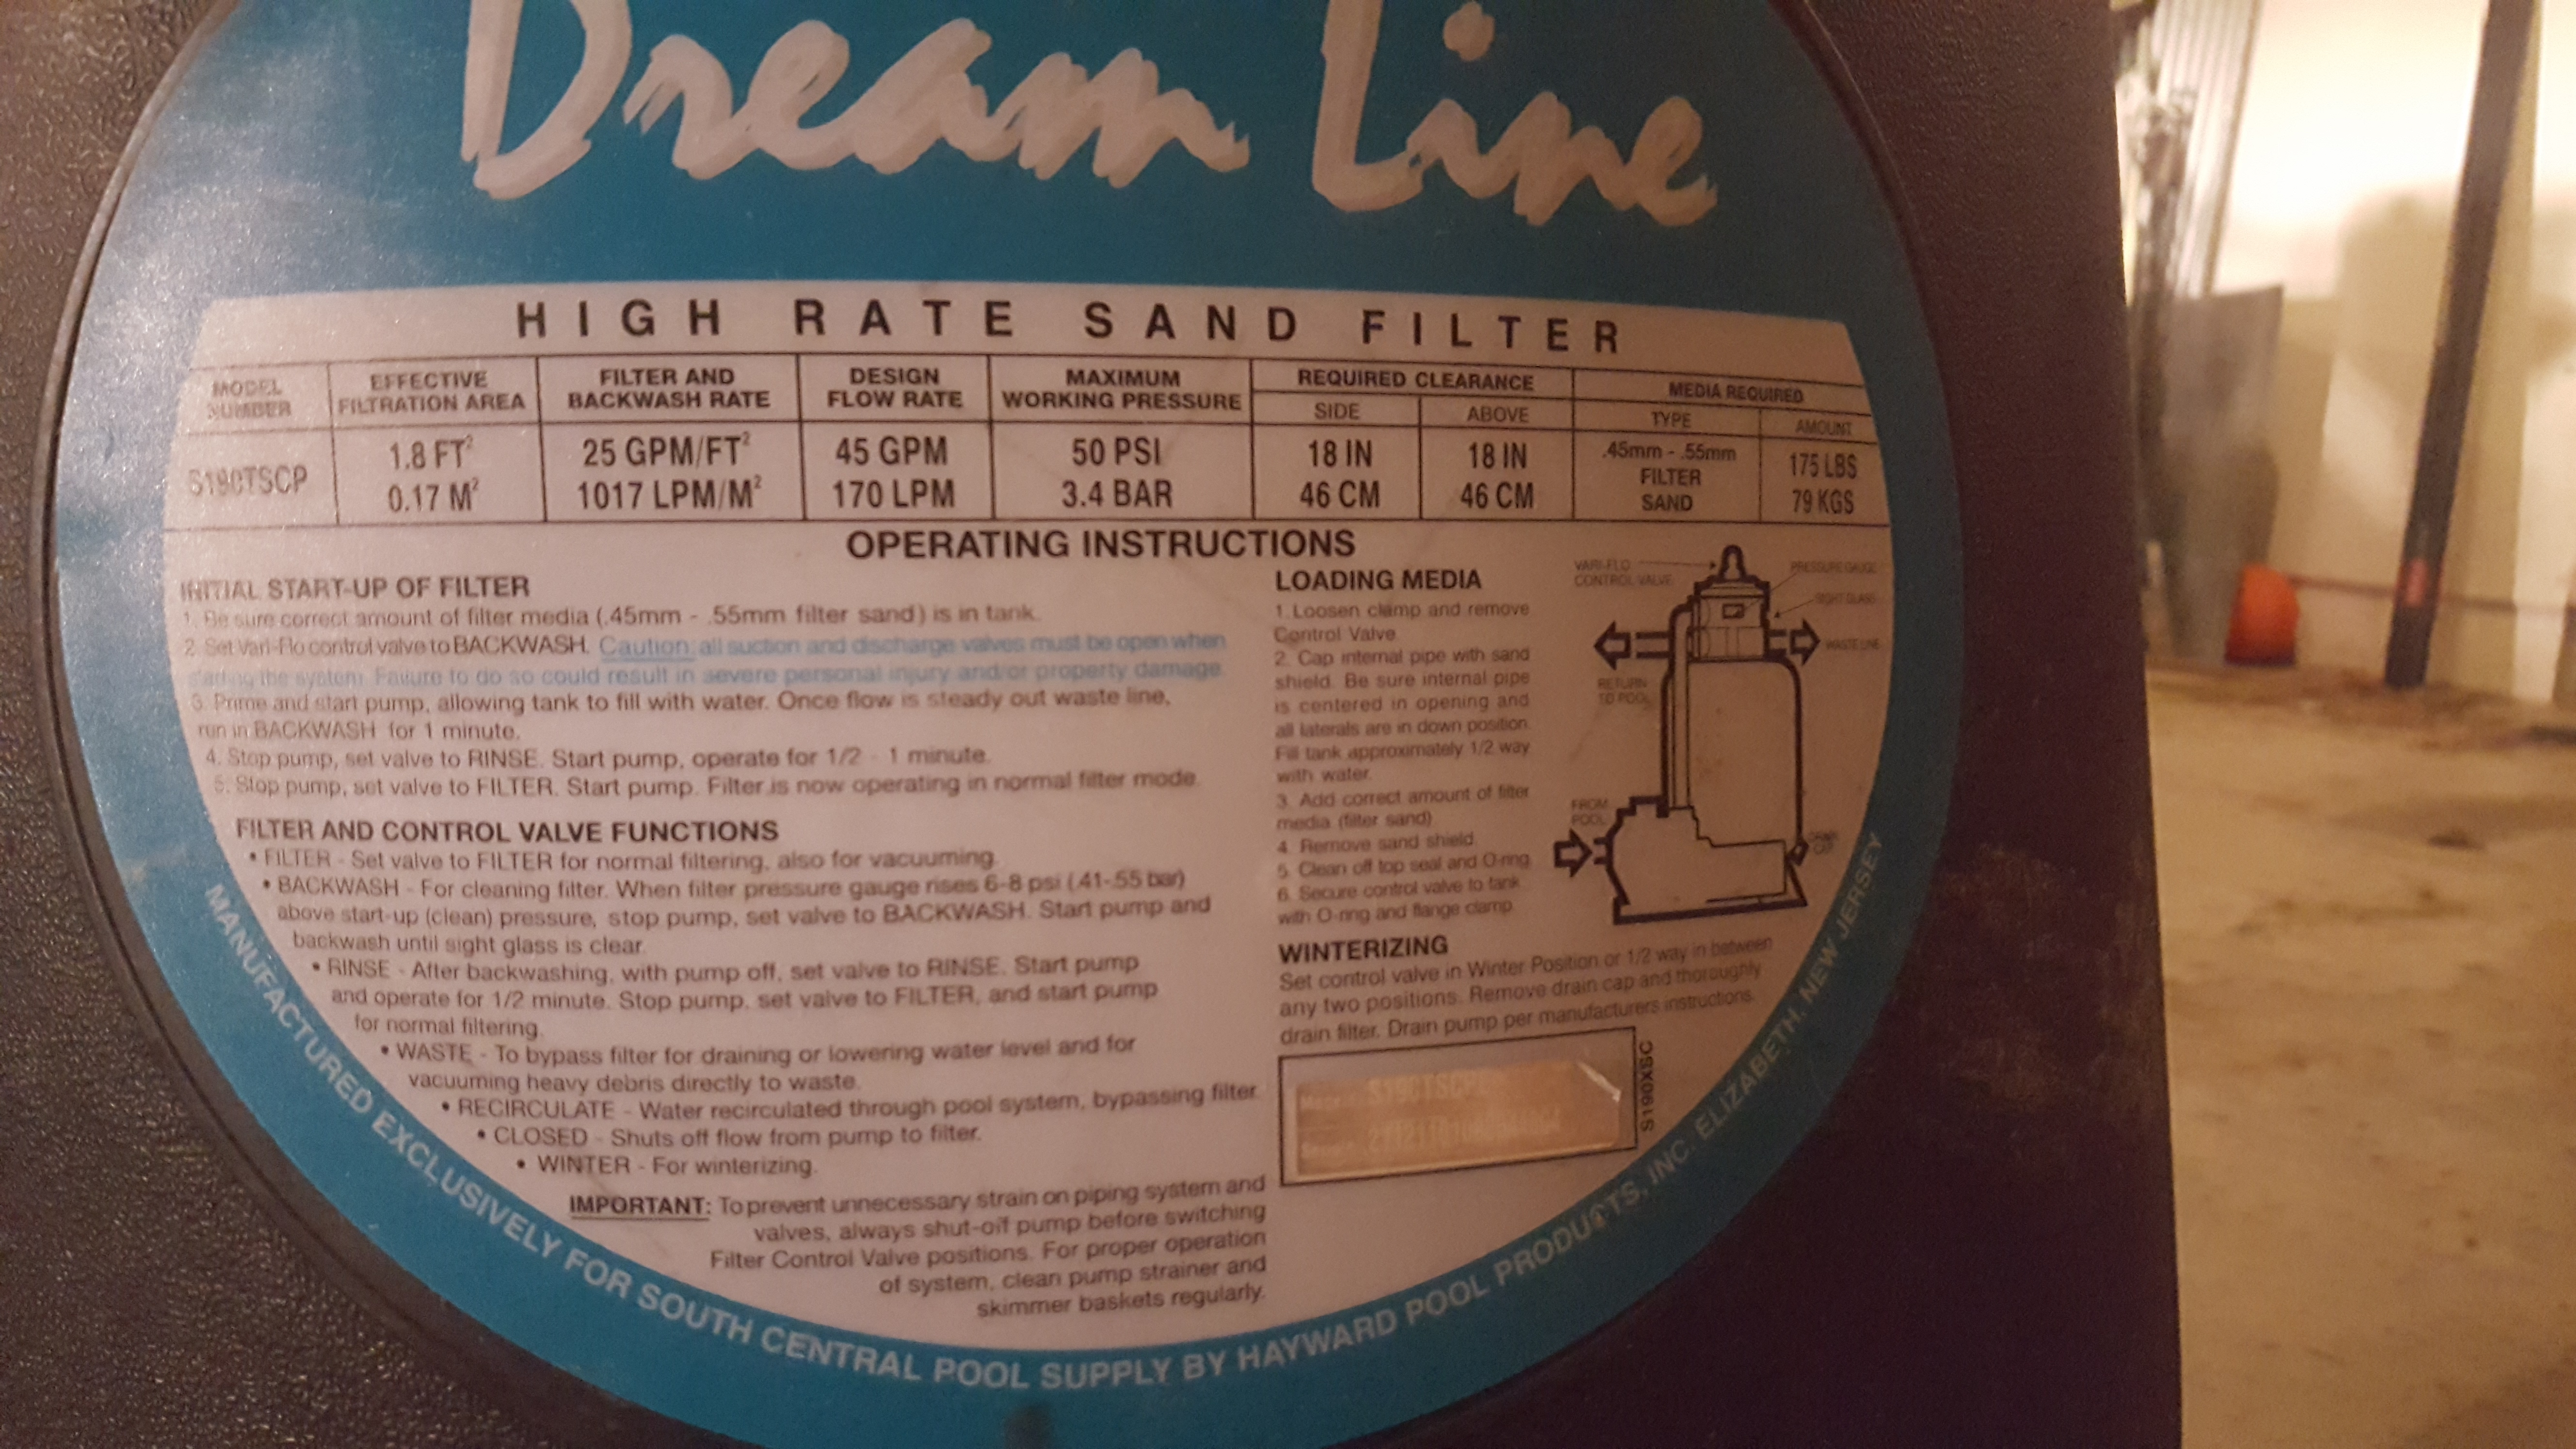 Dream Line
HIGH RATE SAND FILTER
MODEL NUMBER
EFFECTIVE FILTRATION AREA
FILTER AND BACKWASH RATE
DESIGN FLOW RATE
MAXIMUM WORKING PRESSURE
REQUIRED CLEARANCE
SIDE
ABOVE
MEDIA REQUIRED
TYPE
AMOUNT
S190TSCP
1.8 FT²
0.17 M²
25 GPM/FT²
1017 LPM/M²
45 GPM
170 LPM
50 PSI
3.4 BAR
18 IN
46 CM
18 IN
46 CM
.45mm - .55mm
FILTER
SAND
175 LBS
79 KGS
OPERATING INSTRUCTIONS
INITIAL START-UP OF FILTER
1. Be sure correct amount of filter media (.45mm - .55mm filter sand) is in tank.
2. Set Vari-Flo control valve to BACKWASH. Caution: all suction and discharge valves must be open when
starting the system. Failure to do so could result in severe personal injury and/or property damage.
3. Prime and start pump, allowing tank to fill with water. Once flow is steady out waste line,
run in BACKWASH for 1 minute.
4. Stop pump, set valve to RINSE. Start pump, operate for 1/2 - 1 minute.
5. Stop pump, set valve to FILTER. Start pump. Filter is now operating in normal filter mode.
FILTER AND CONTROL VALVE FUNCTIONS
• FILTER - Set valve to FILTER for normal filtering, also for vacuuming.
• BACKWASH - For cleaning filter. When filter pressure gauge rises 6-8 psi (.41-.55 bar)
above start-up (clean) pressure, stop pump, set valve to BACKWASH. Start pump and
backwash until sight glass is clear.
• RINSE - After backwashing, with pump off, set valve to RINSE. Start pump
and operate for 1/2 minute. Stop pump, set valve to FILTER, and start pump
for normal filtering.
• WASTE - To bypass filter for draining or lowering water level and for
vacuuming heavy debris directly to waste.
• RECIRCULATE - Water recirculated through pool system, bypassing filter.
• CLOSED - Shuts off flow from pump to filter.
• WINTER - For winterizing.
IMPORTANT: To prevent unnecessary strain on piping system and
valves, always shut-off pump before switching
Filter Control Valve positions. For proper operation
of system, clean pump strainer and
skimmer baskets regularly.
LOADING MEDIA
1. Loosen clamp and remove
Control Valve.
2. Cap internal pipe with sand
shield. Be sure internal pipe
is centered in opening and
all laterals are in down position.
Fill tank approximately 1/2 way
with water.
3. Add correct amount of filter
media (filter sand)
4. Remove sand shield.
5. Clean off top seal and O-ring.
6. Secure control valve to tank
with O-ring and flange clamp.
VARI-FLO
CONTROL VALVE
PRESSURE GAUGE
SIGHT GLASS
WASTE LINE
RETURN
TO POOL
FROM
POOL
DRAIN
CAP
WINTERIZING
Set control valve in Winter Position or 1/2 way in between
any two positions. Remove drain cap and thoroughly
drain filter. Drain pump per manufacturers instructions.
S190TSCP
S190XSC
MANUFACTURED EXCLUSIVELY FOR SOUTH CENTRAL POOL SUPPLY BY HAYWARD POOL PRODUCTS, INC. ELIZABETH, NEW JERSEY